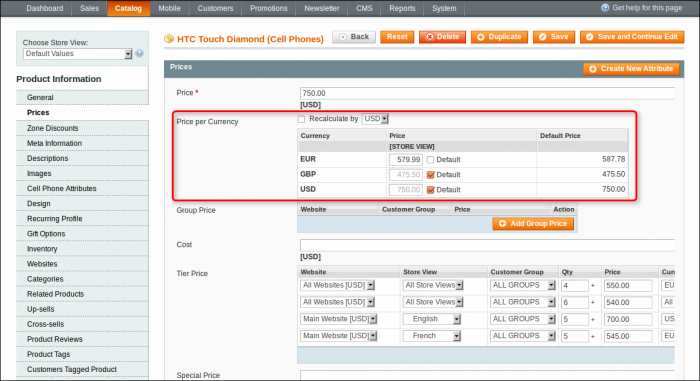 Dashboard Sales Catalog Mobile Customers Promotions Newsletter CMS Reports System Get help for this page
Choose Store View:
Default Values
Product Information
General
Prices
Zone Discounts
Meta Information
Descriptions
Images
Cell Phone Attributes
Design
Recurring Profile
Gift Options
Inventory
Websites
Categories
Related Products
Up-sells
Cross-sells
Product Reviews
Product Tags
Customers Tagged Product
HTC Touch Diamond (Cell Phones) Back Reset Delete Duplicate Save Save and Continue Edit
Prices Create New Attribute
Price * 750.00
[USD]
Price per Currency Recalculate by USD
Currency Price Default Price
[STORE VIEW]
EUR 579.99 Default 587.78
GBP 475.50 Default 475.50
USD 750.00 Default 750.00
Group Price Website Customer Group Price Action
Add Group Price
Cost
[USD]
Tier Price Website Store View Customer Group Qty Price Curr
All Websites [USD] All Store Views ALL GROUPS 4 + 550.00 EU
All Websites [USD] All Store Views ALL GROUPS 6 + 540.00 All
Main Website [USD] English ALL GROUPS 5 + 700.00 US
Main Website [USD] French ALL GROUPS 5 + 545.00 EU
Special Price